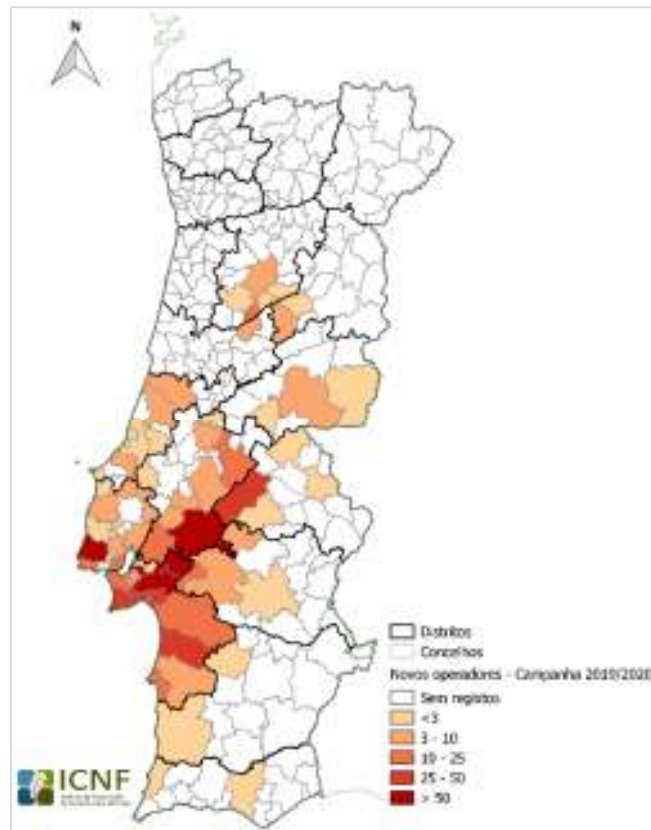 N
Distritos
Concelhos
Novos operadores - Campanha 2019/2020
Sem registos
<3
3 - 10
10 - 25
25 - 50
> 50
ICNF